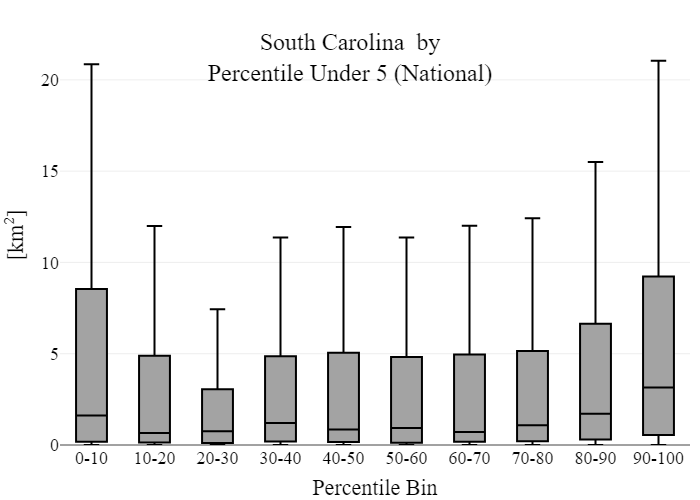 South Carolina  by
Percentile Under 5 (National)
20
15
10
5
0
[km²]
0-10 10-20 20-30 30-40 40-50 50-60 60-70 70-80 80-90 90-100
Percentile Bin